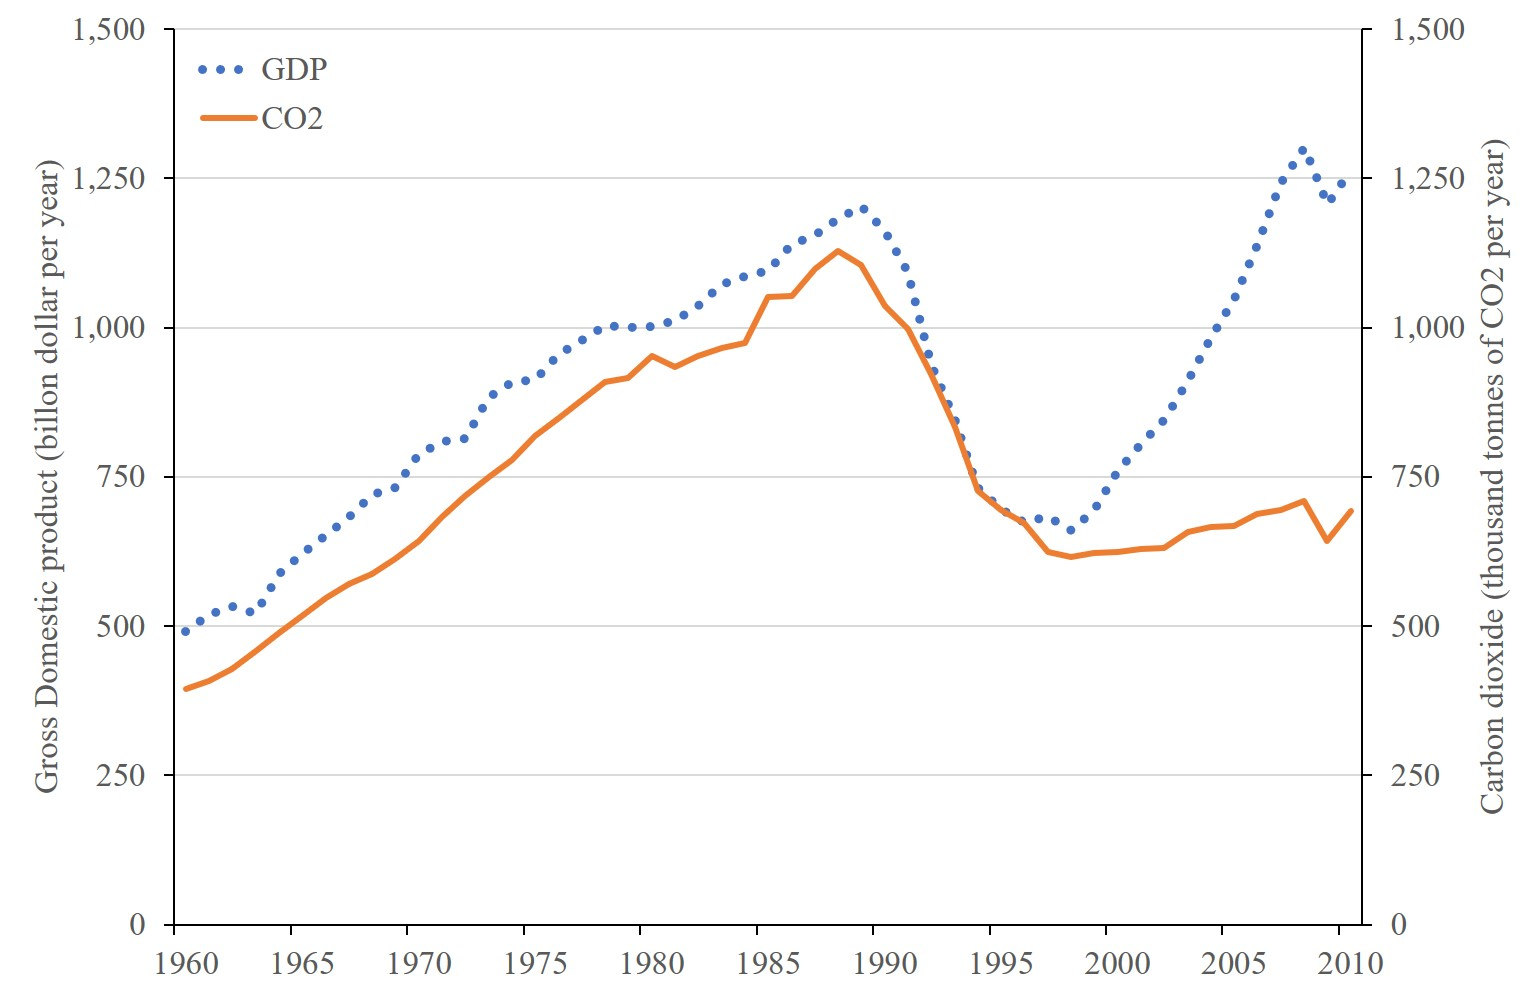 1,500
1,250
1,000
750
500
250
0
Gross Domestic product (billon dollar per year)
GDP
CO2
1,500
1,250
1,000
750
500
250
0
Carbon dioxide (thousand tonnes of CO2 per year)
1960 1965 1970 1975 1980 1985 1990 1995 2000 2005 2010